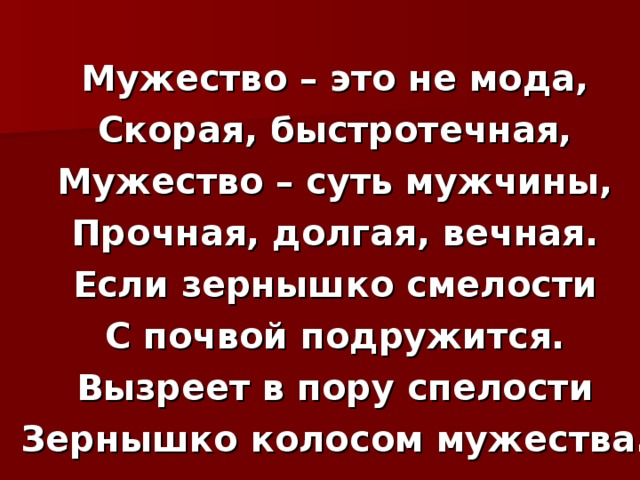 Мужество – это не мода,
Скорая, быстротечная,
Мужество – суть мужчины,
Прочная, долгая, вечная.
Если зернышко смелости
С почвой подружится.
Вызреет в пору спелости
Зернышко колосом мужества.